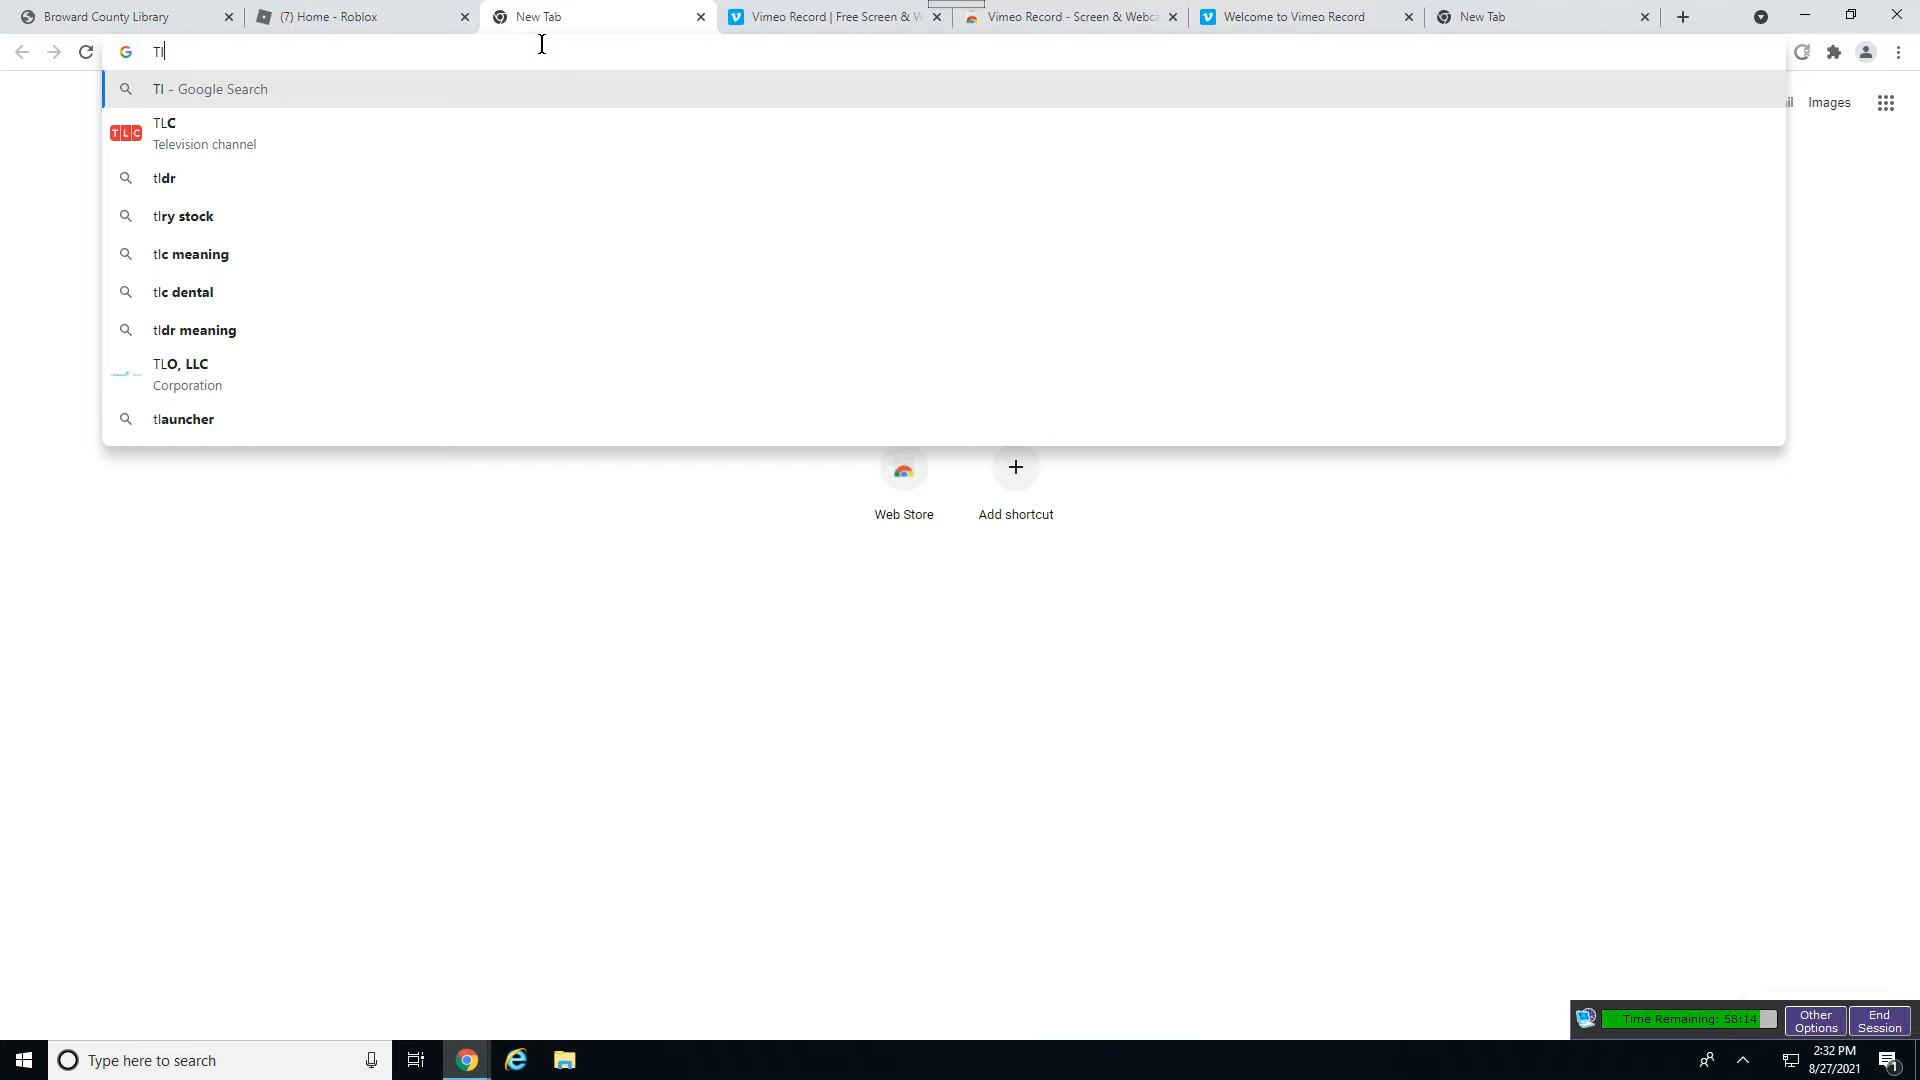 Broward County Library
(7) Home - Roblox
New Tab
Vimeo Record | Free Screen & W
Vimeo Record - Screen & Webca
Welcome to Vimeo Record
New Tab
Tl
Tl - Google Search
TLC
Television channel
tldr
tlry stock
tlc meaning
tlc dental
tldr meaning
TLO, LLC
Corporation
tlauncher
il Images
Web Store
Add shortcut
Time Remaining: 58:14
Other Options
End Session
Type here to search
2:32 PM
8/27/2021
1